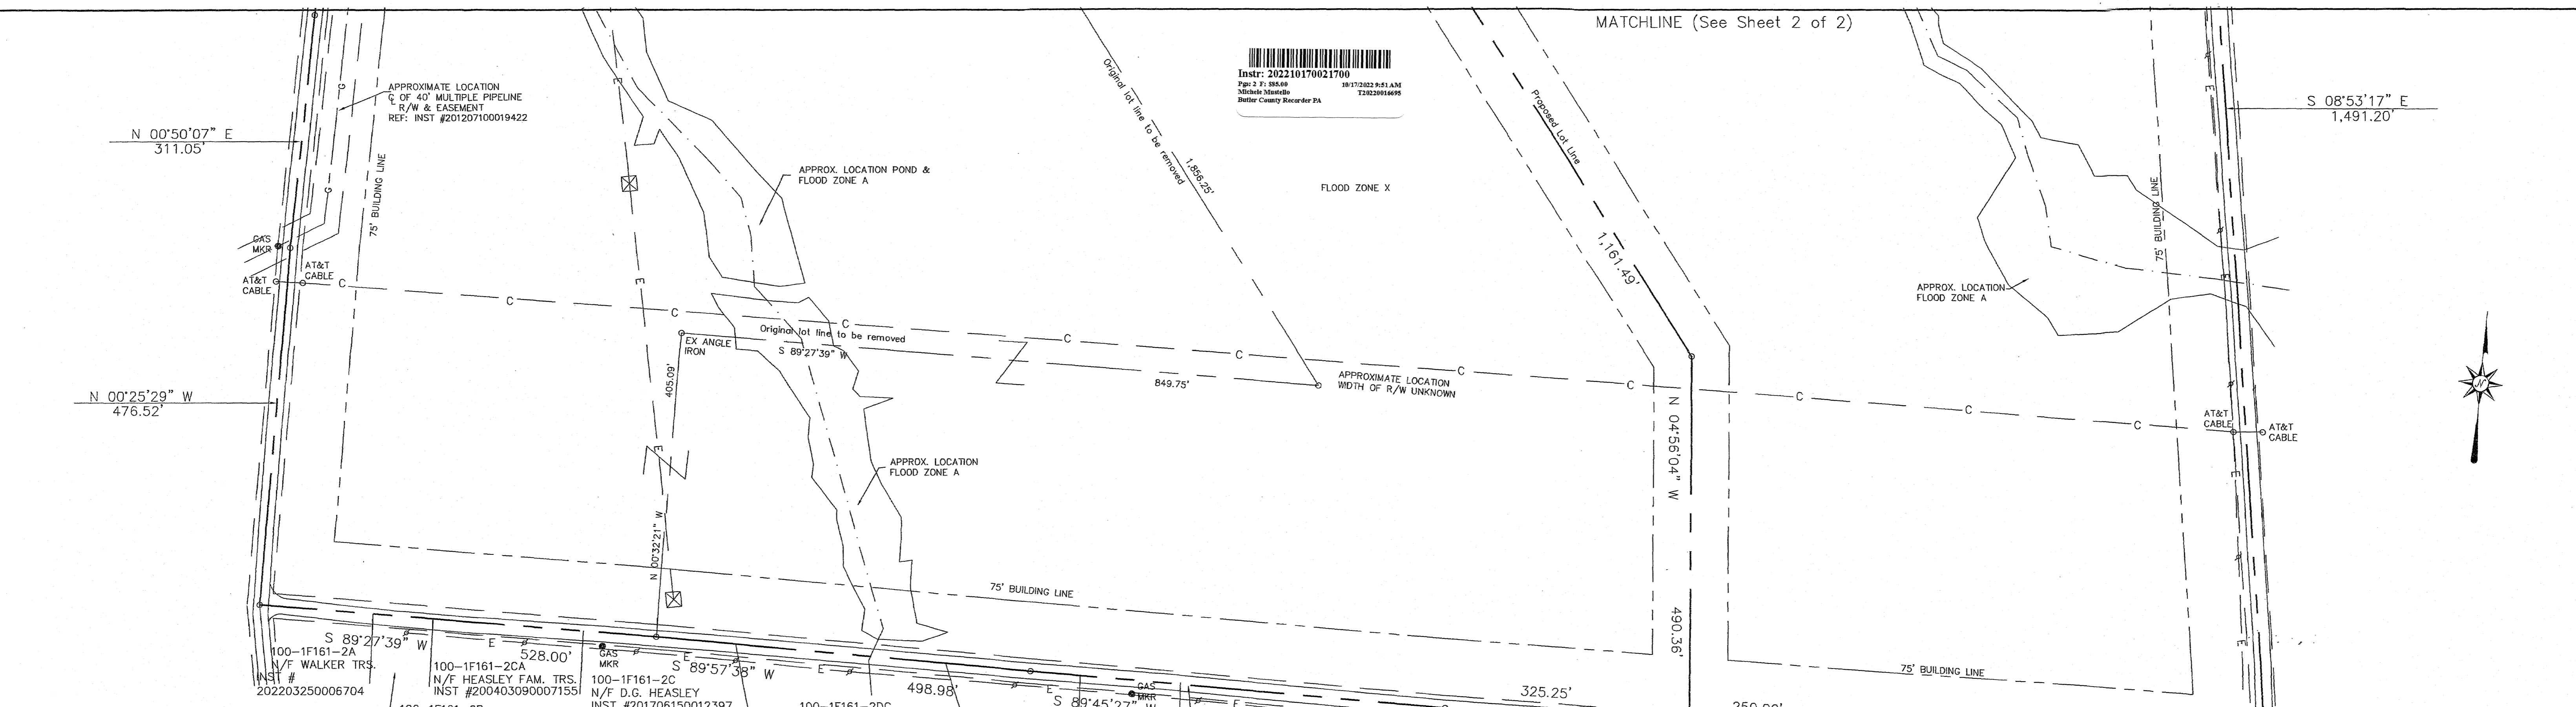 MATCHLINE (See Sheet 2 of 2)
Instr: 202210170021700
Pgs: 2 F: $85.00 10/17/2022 9:51 AM
Michele Mustello T20220016695
Butler County Recorder PA
APPROXIMATE LOCATION
℄ OF 40' MULTIPLE PIPELINE
R/W & EASEMENT
REF: INST #201207100019422
N 00°50'07" E
311.05'
G
G
75' BUILDING LINE
GAS
MKR
AT&T
CABLE
AT&T
CABLE
E
E
APPROX. LOCATION POND &
FLOOD ZONE A
Original lot line to be removed
1,856.25'
FLOOD ZONE X
Proposed Lot Line
1,161.49'
S 08°53'17" E
1,491.20'
75' BUILDING LINE
E
E
APPROX. LOCATION
FLOOD ZONE A
C
C
C
C
C
C
C
C
C
C
C
Original lot line to be removed
S 89°27'39" W
849.75'
EX ANGLE
IRON
405.09'
APPROXIMATE LOCATION
WIDTH OF R/W UNKNOWN
N 00°25'29" W
476.52'
N
N 04°56'04" W
490.36'
AT&T
CABLE
AT&T
CABLE
E
E
E
APPROX. LOCATION
FLOOD ZONE A
N 00°32'21" W
75' BUILDING LINE
75' BUILDING LINE
S 89°27'39" W
528.00'
E
100-1F161-2A
N/F WALKER TRS.
INST #
202203250006704
100-1F161-2CA
N/F HEASLEY FAM. TRS.
INST #200403090007155
GAS
MKR
E
S 89°57'38" W
498.98'
E
100-1F161-2C
N/F D.G. HEASLEY
INST #201706150012397
E
GAS
MKR
S 89°45'27" W
E
325.25'